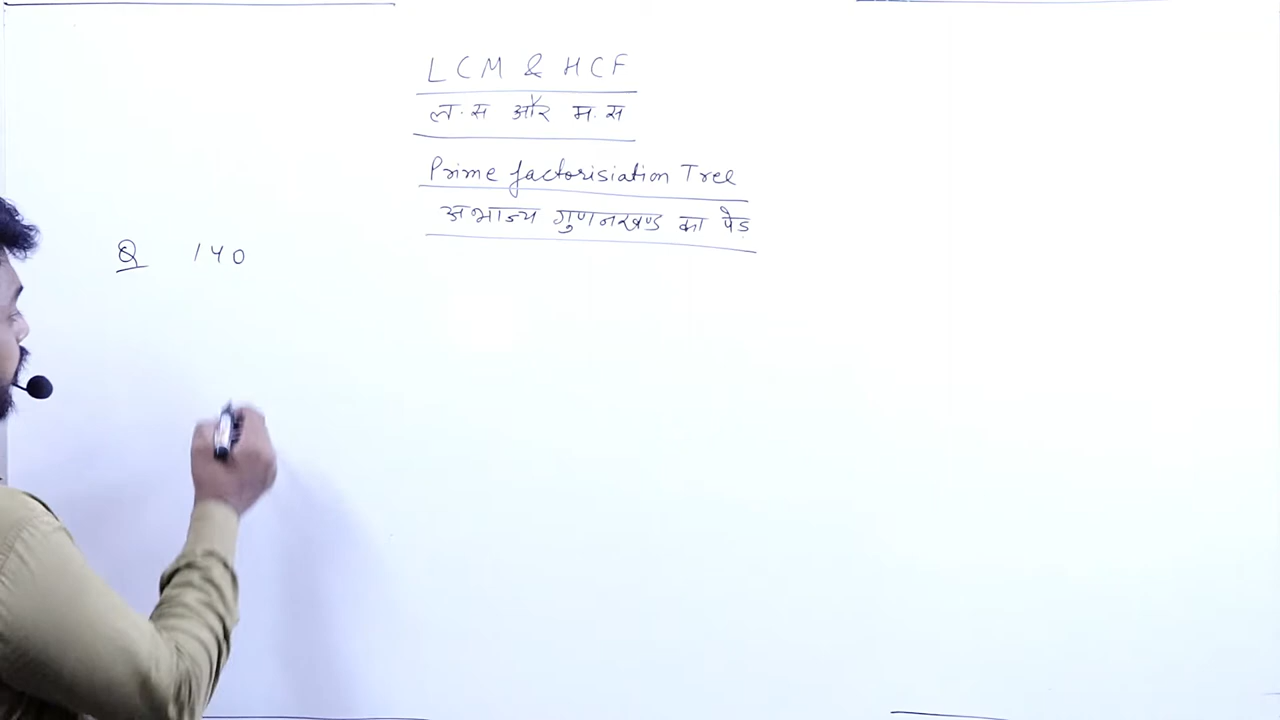 LCM & HCF
ल.स और म.स
Prime factorisiation Tree
अभाज्य गुणनखण्ड का पेड़
Q 140